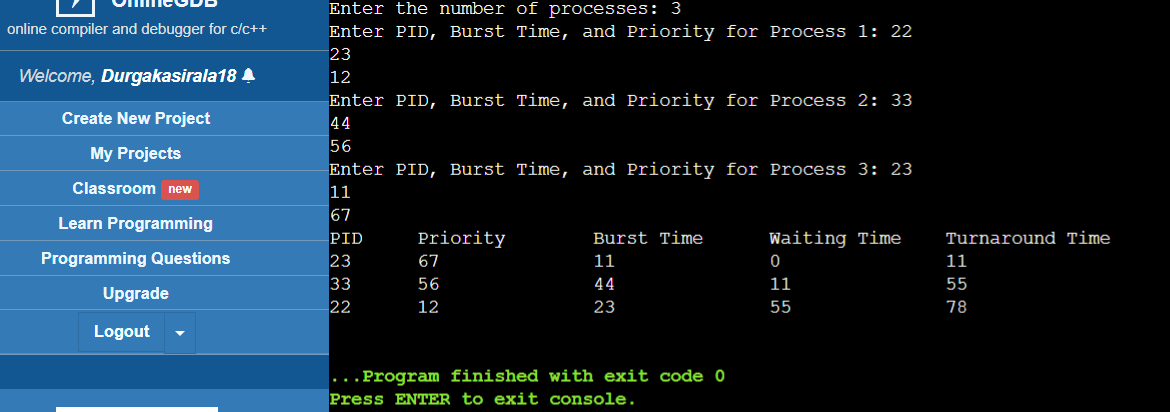 OnlineGDB
online compiler and debugger for c/c++
Welcome, Durgakasirala18
Create New Project
My Projects
Classroom new
Learn Programming
Programming Questions
Upgrade
Logout
Enter the number of processes: 3
Enter PID, Burst Time, and Priority for Process 1: 22
23
12
Enter PID, Burst Time, and Priority for Process 2: 33
44
56
Enter PID, Burst Time, and Priority for Process 3: 23
11
67
PID Priority Burst Time Waiting Time Turnaround Time
23 67 11 0 11
33 56 44 11 55
22 12 23 55 78
...Program finished with exit code 0
Press ENTER to exit console.